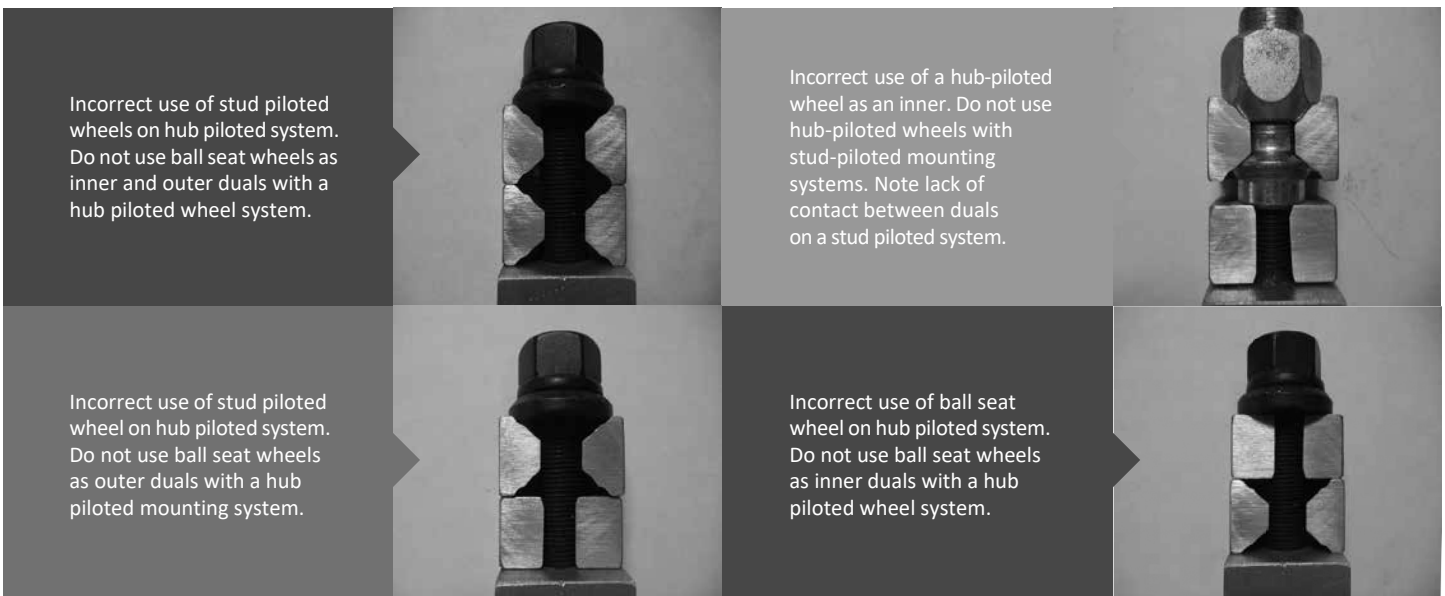 Incorrect use of stud piloted
wheels on hub piloted system.
Do not use ball seat wheels as
inner and outer duals with a
hub piloted wheel system.
Incorrect use of a hub-piloted
wheel as an inner. Do not use
hub-piloted wheels with
stud-piloted mounting
systems. Note lack of
contact between duals
on a stud piloted system.
Incorrect use of stud piloted
wheel on hub piloted system.
Do not use ball seat wheels
as outer duals with a hub
piloted mounting system.
Incorrect use of ball seat
wheel on hub piloted system.
Do not use ball seat wheels
as inner duals with a hub
piloted wheel system.